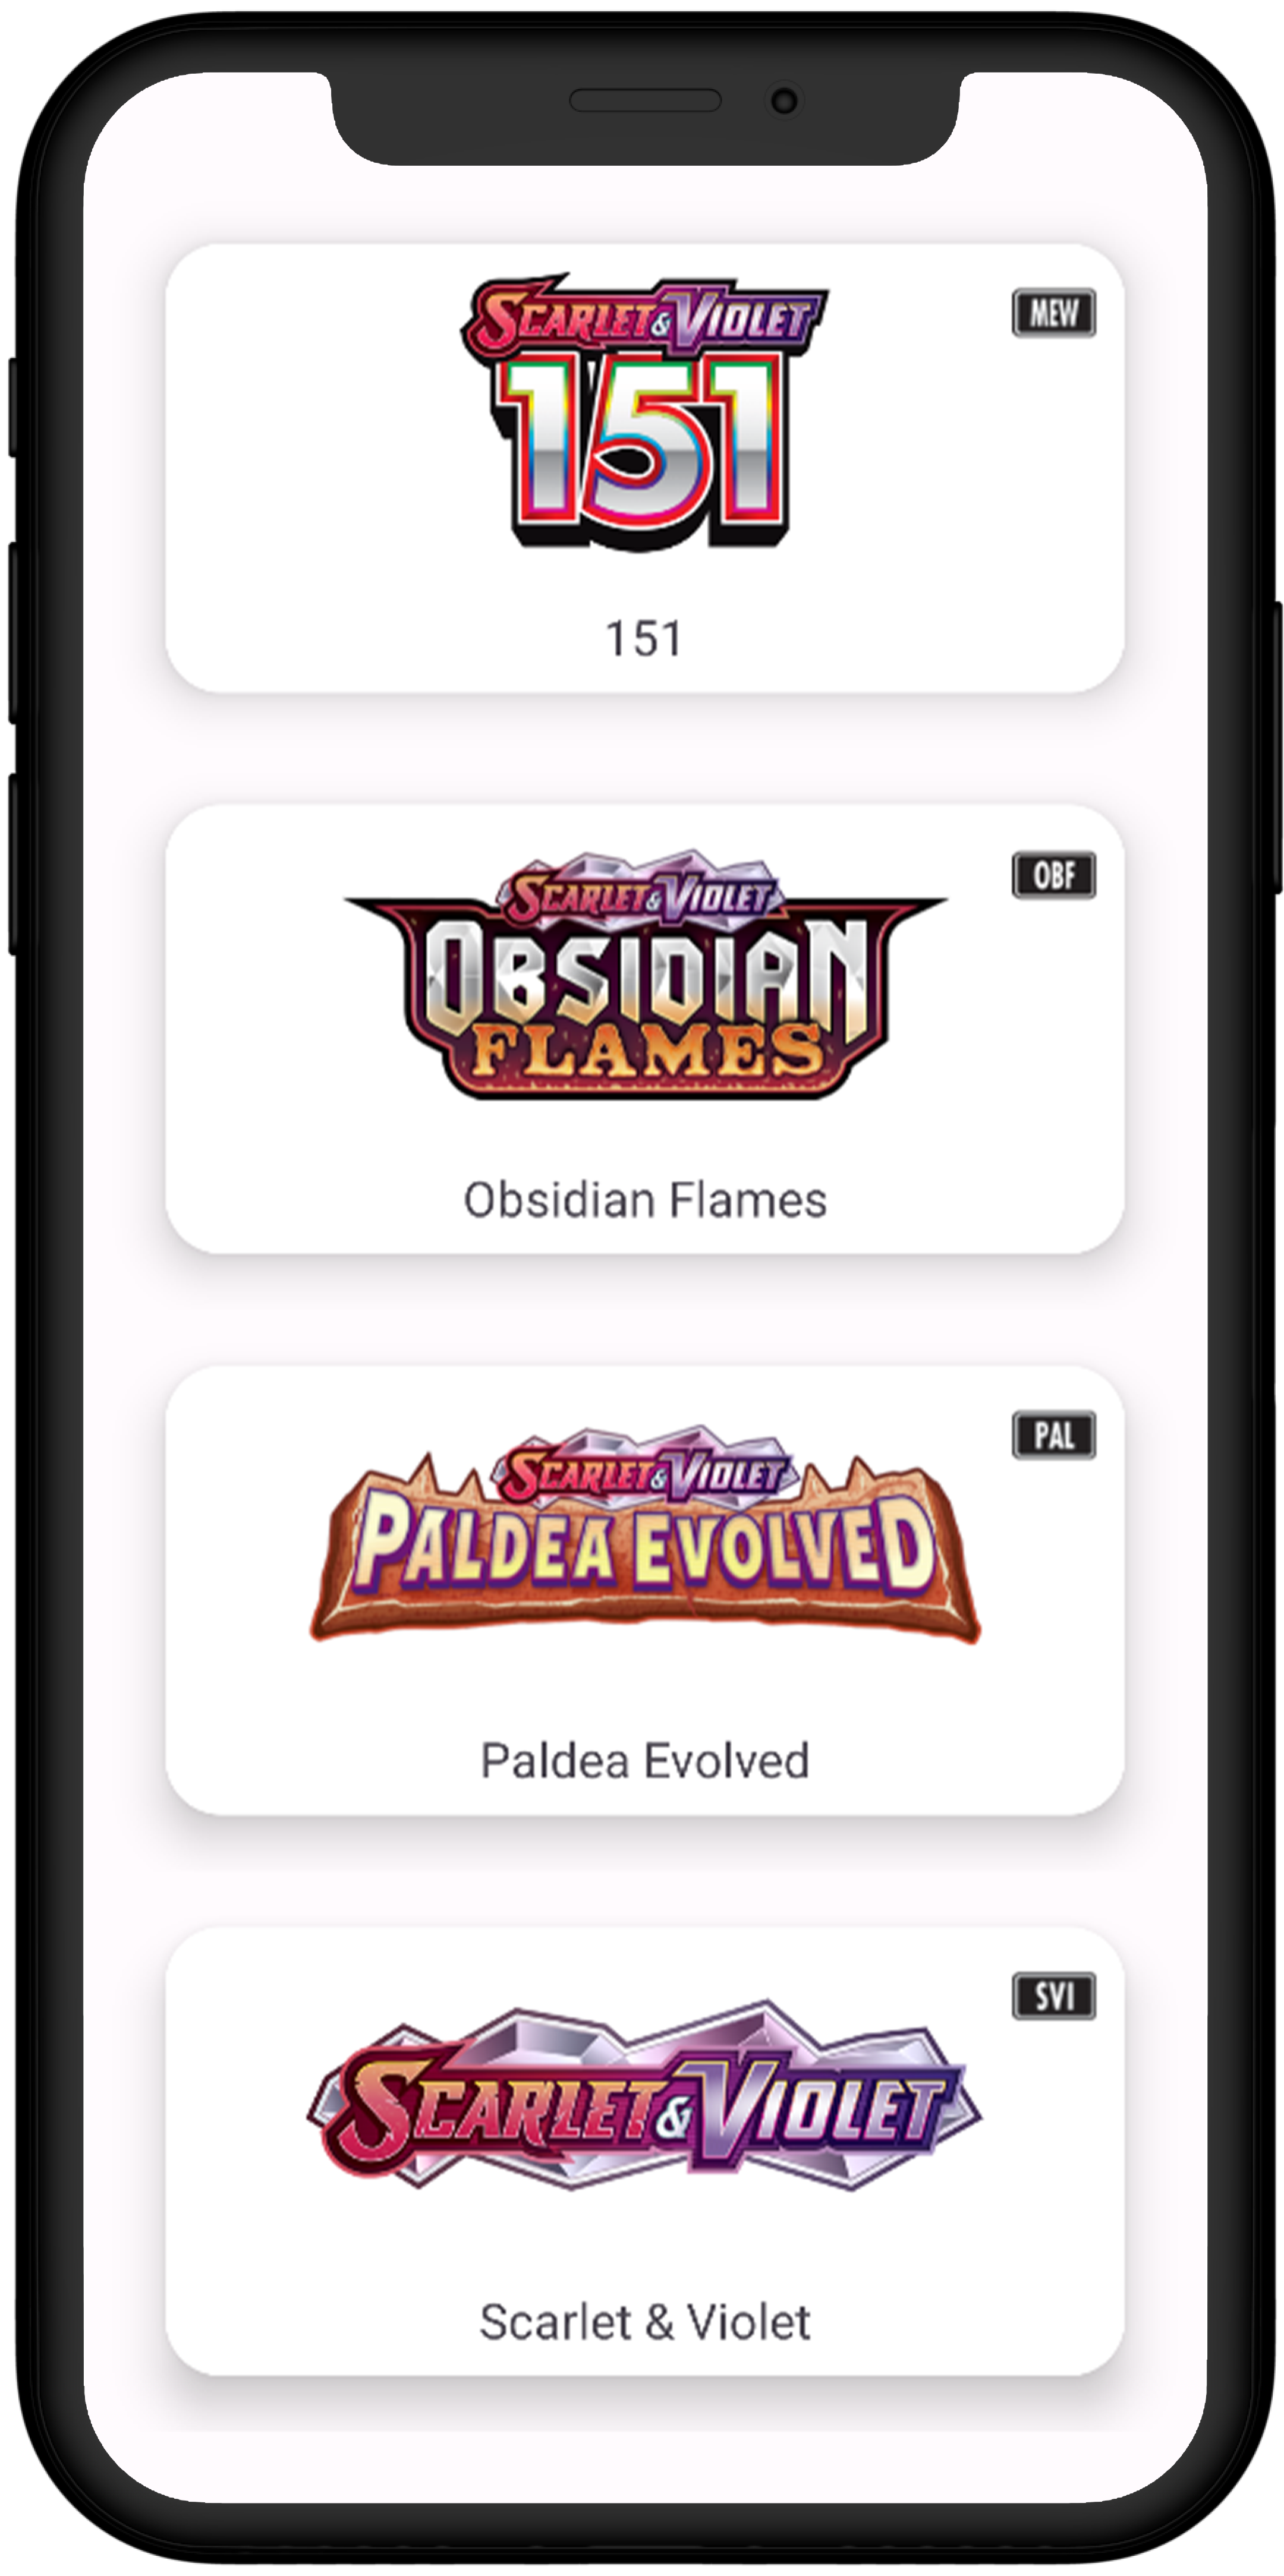 SCARLET & VIOLET
MEW
151
151
SCARLET & VIOLET
OBF
OBSIDIAN
FLAMES
Obsidian Flames
SCARLET & VIOLET
PAL
PALDEA EVOLVED
Paldea Evolved
SVI
SCARLET & VIOLET
Scarlet & Violet